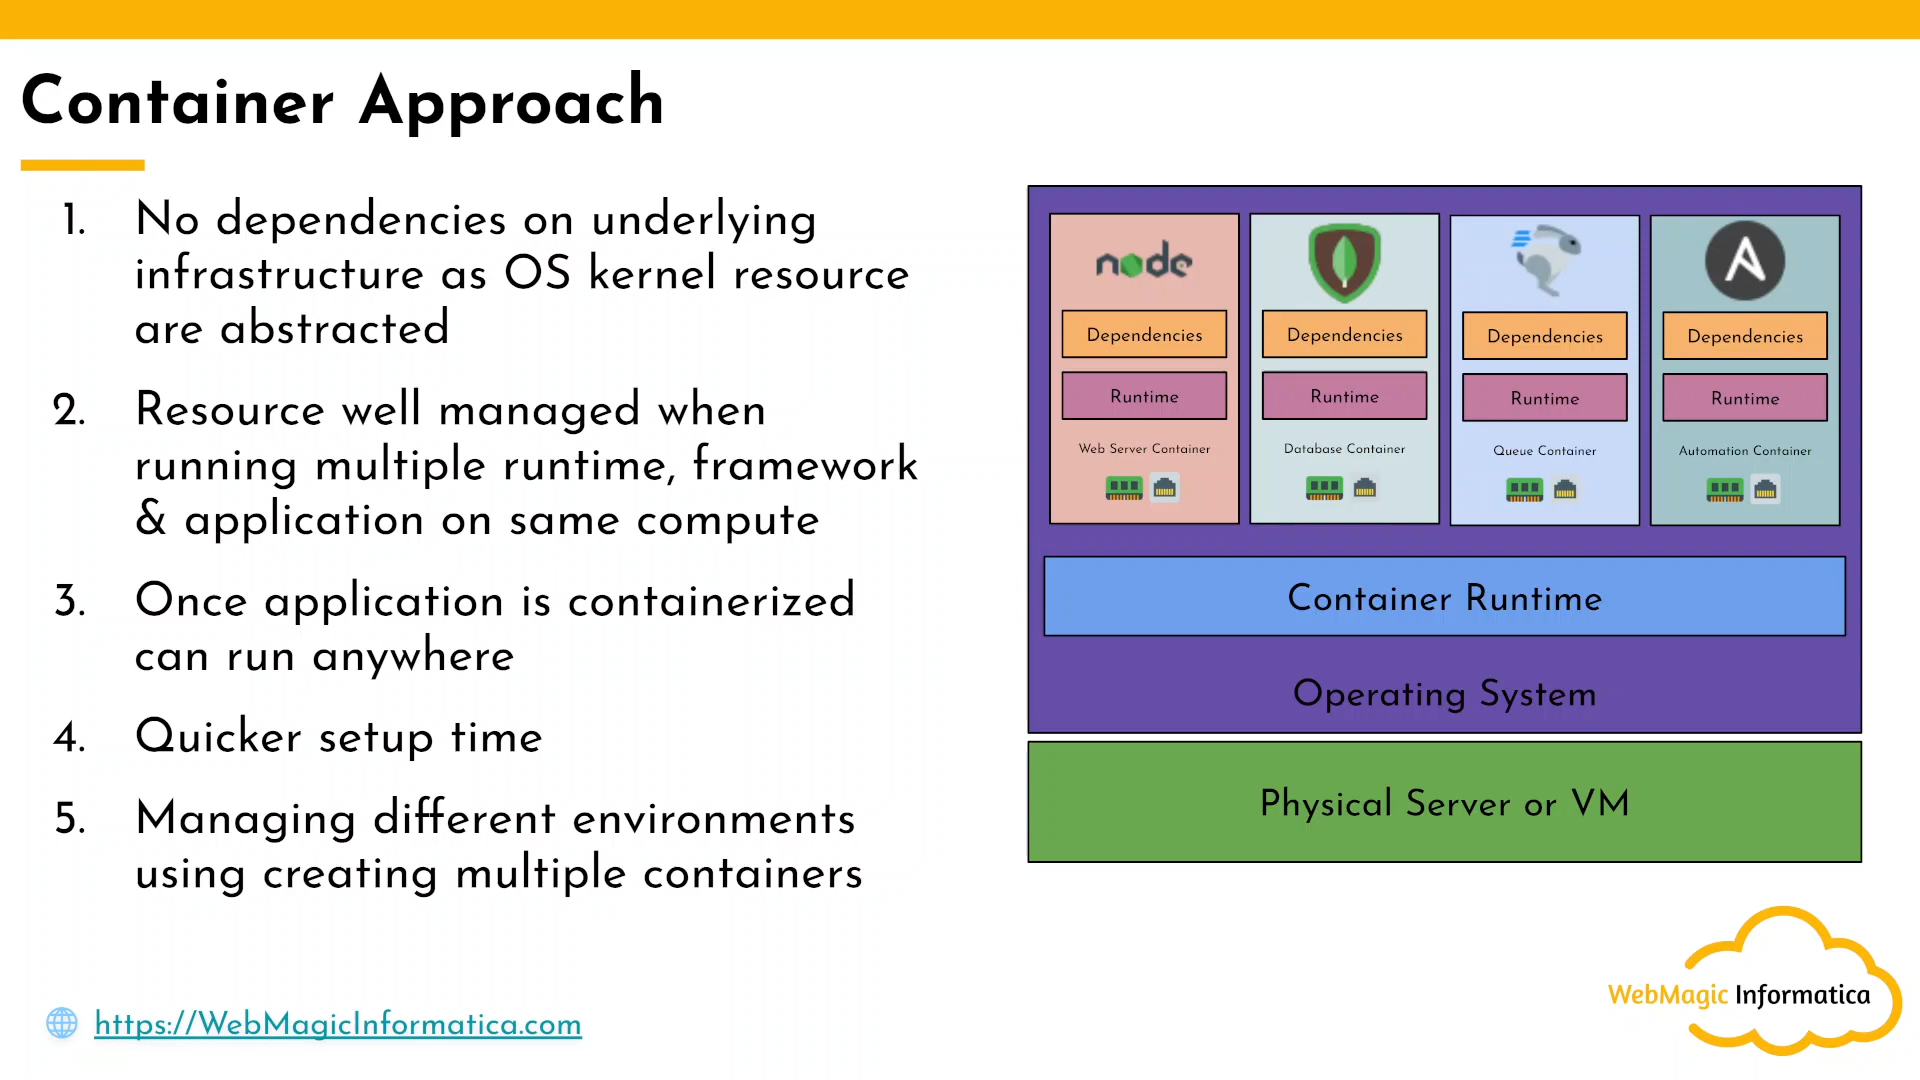 Container Approach
1. No dependencies on underlying
infrastructure as OS kernel resource
are abstracted
2. Resource well managed when
running multiple runtime, framework
& application on same compute
3. Once application is containerized
can run anywhere
4. Quicker setup time
5. Managing different environments
using creating multiple containers
node
Dependencies
Runtime
Web Server Container
Dependencies
Runtime
Database Container
Dependencies
Runtime
Queue Container
A
Dependencies
Runtime
Automation Container
Container Runtime
Operating System
Physical Server or VM
https://WebMagicInformatica.com
WebMagic Informatica